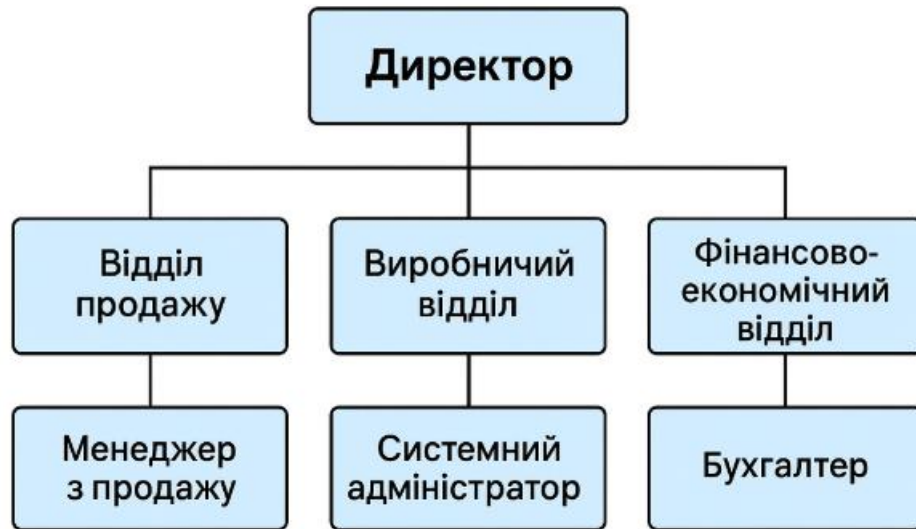 Директор
Відділ
продажу
Виробничий
відділ
Фінансово-
економічний
відділ
Менеджер
з продажу
Системний
адміністратор
Бухгалтер